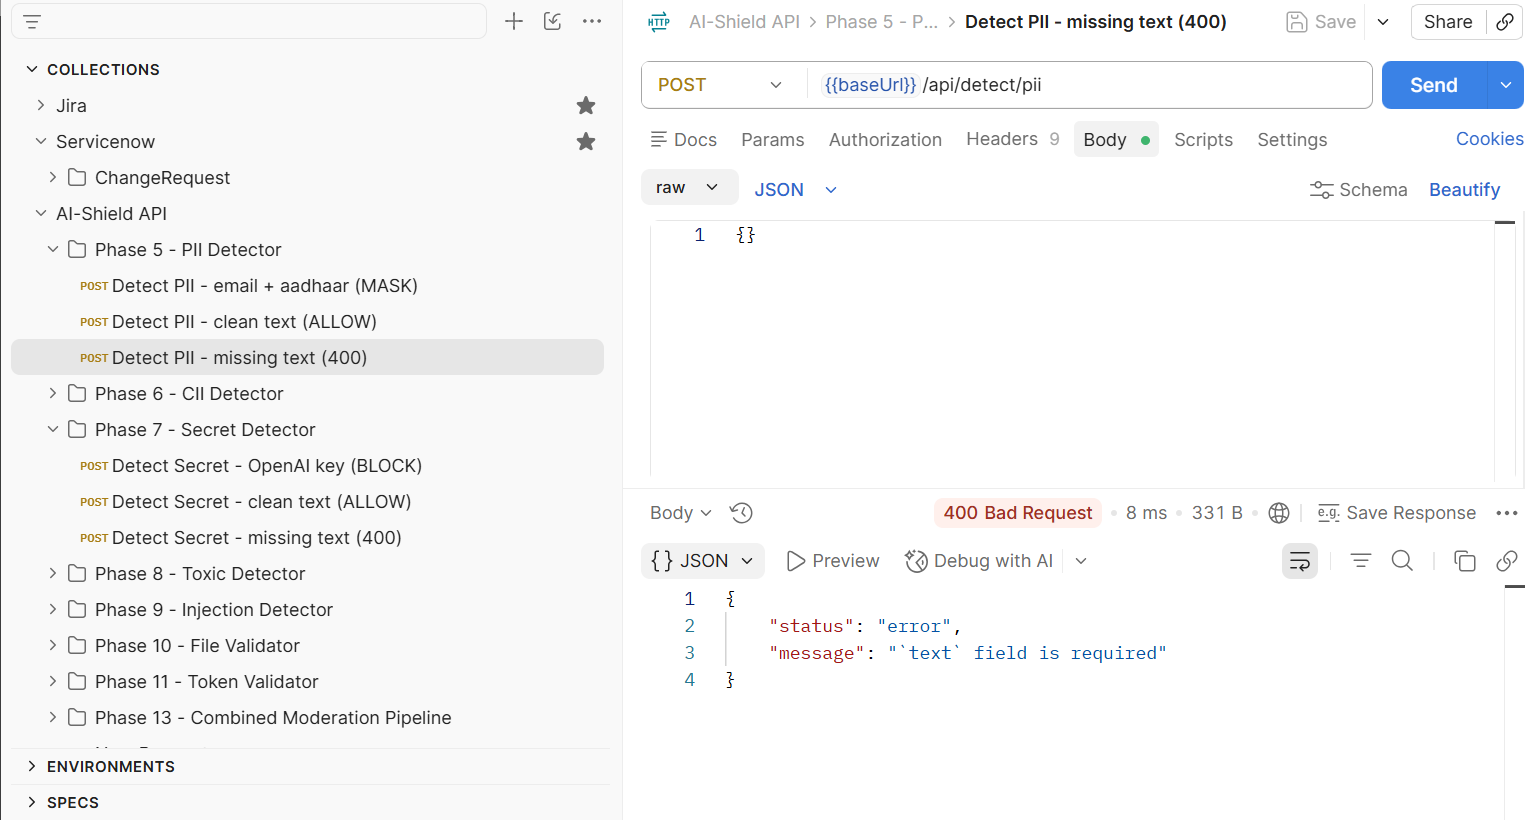 COLLECTIONS
Jira
Servicenow
ChangeRequest
AI-Shield API
Phase 5 - PII Detector
POST Detect PII - email + aadhaar (MASK)
POST Detect PII - clean text (ALLOW)
POST Detect PII - missing text (400)
Phase 6 - CII Detector
Phase 7 - Secret Detector
POST Detect Secret - OpenAI key (BLOCK)
POST Detect Secret - clean text (ALLOW)
POST Detect Secret - missing text (400)
Phase 8 - Toxic Detector
Phase 9 - Injection Detector
Phase 10 - File Validator
Phase 11 - Token Validator
Phase 13 - Combined Moderation Pipeline
ENVIRONMENTS
SPECS
HTTP AI-Shield API > Phase 5 - P... > Detect PII - missing text (400) Save Share
POST {{baseUrl}} /api/detect/pii Send
Docs Params Authorization Headers 9 Body Scripts Settings Cookies
raw JSON Schema Beautify
1 {}
Body 400 Bad Request 8 ms 331 B e.g. Save Response
{} JSON Preview Debug with AI
1 {
2 "status": "error",
3 "message": "`text` field is required"
4 }